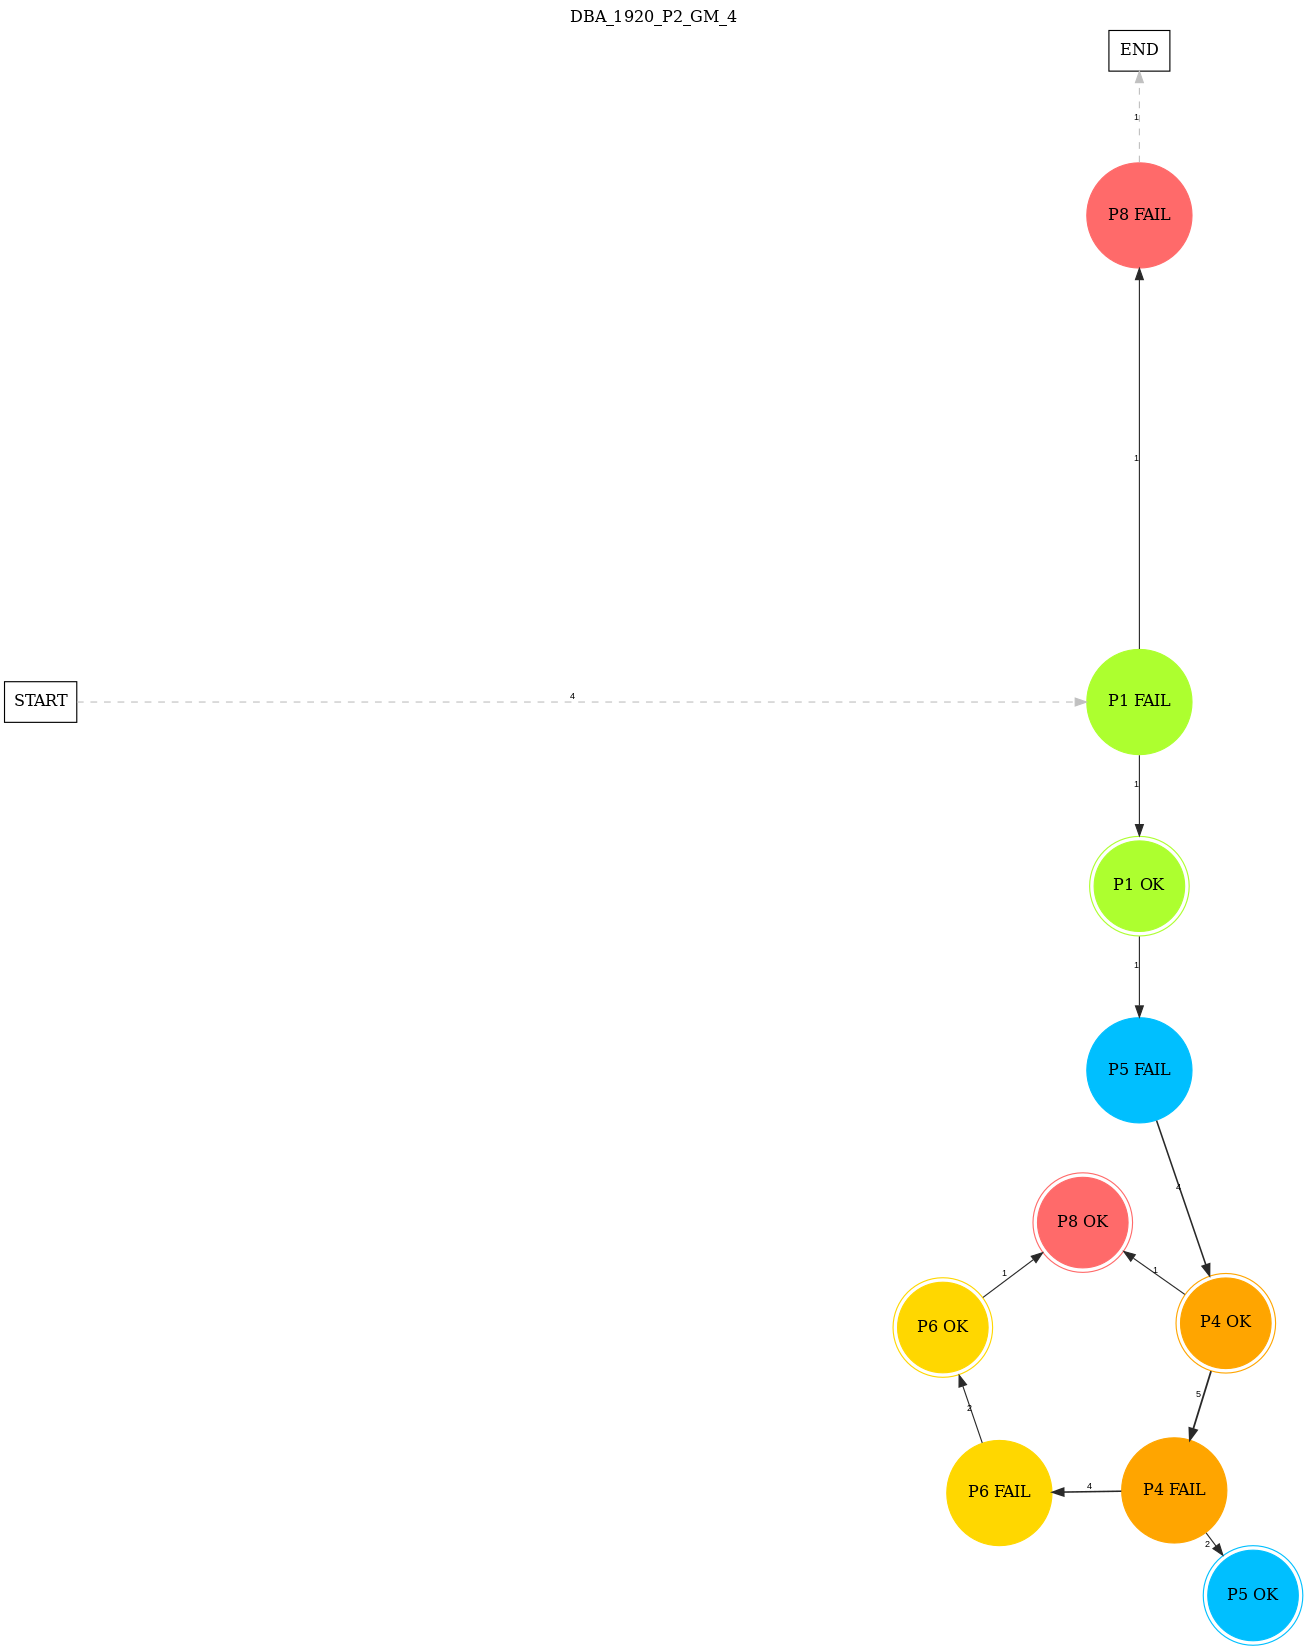 DBA_1920_P2_GM_4
END
1
P8 FAIL
1
START
4
P1 FAIL
1
P1 OK
1
P5 FAIL
4
P8 OK
1
1
P6 OK
P4 OK
2
5
P6 FAIL
4
P4 FAIL
2
P5 OK